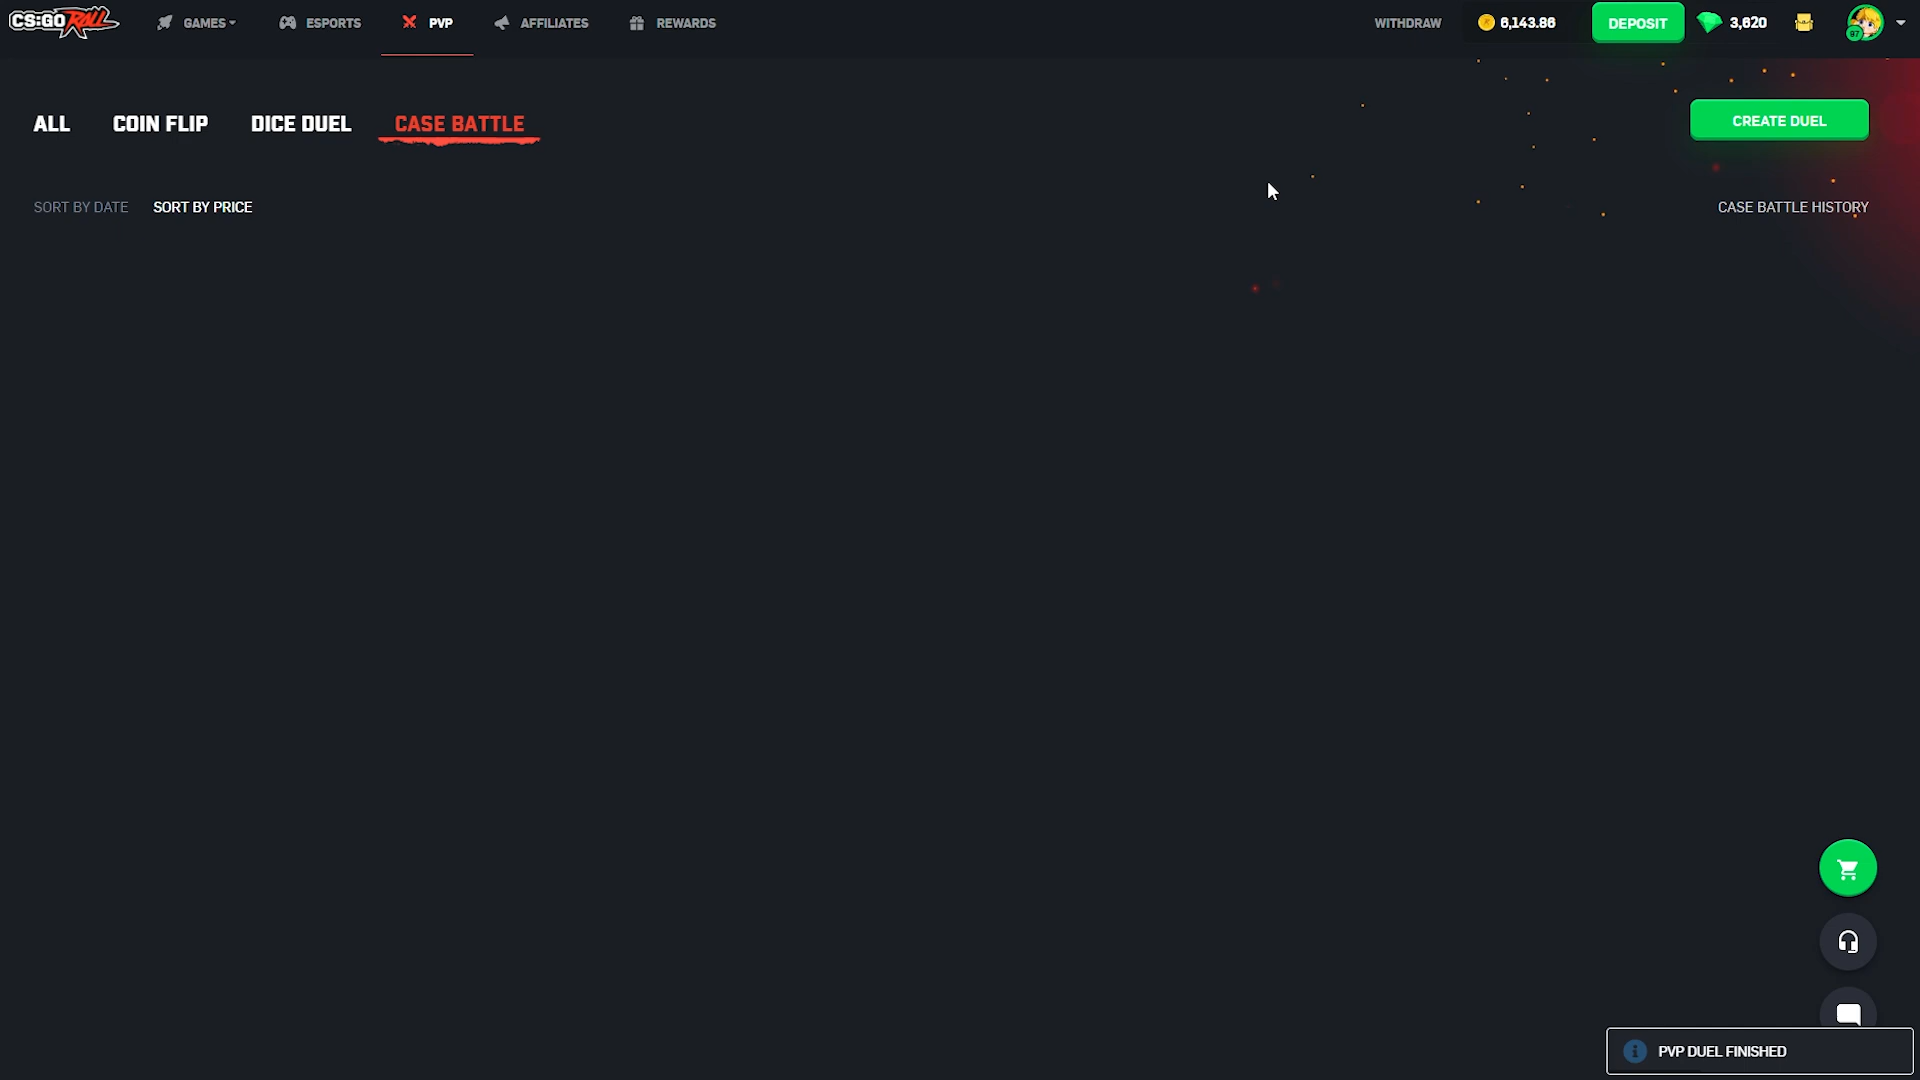 CS:GO ROLL
GAMES
ESPORTS
PVP
AFFILIATES
REWARDS
WITHDRAW
6,143.86
DEPOSIT
3,620
97
ALL
COIN FLIP
DICE DUEL
CASE BATTLE
CREATE DUEL
SORT BY DATE
SORT BY PRICE
CASE BATTLE HISTORY
PVP DUEL FINISHED